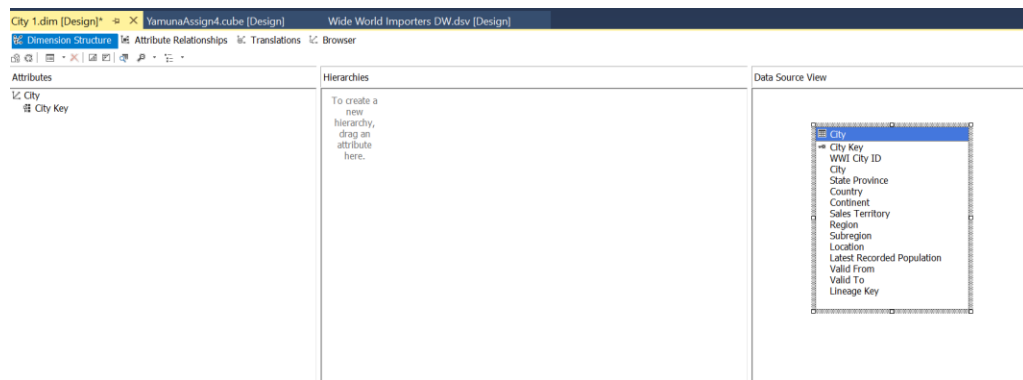 City 1.dim [Design]* YamunaAssign4.cube [Design] Wide World Importers DW.dsv [Design]
Dimension Structure Attribute Relationships Translations Browser
Attributes Hierarchies Data Source View
City
City Key
To create a
new
hierarchy,
drag an
attribute
here.
City
City Key
WWI City ID
City
State Province
Country
Continent
Sales Territory
Region
Subregion
Location
Latest Recorded Population
Valid From
Valid To
Lineage Key